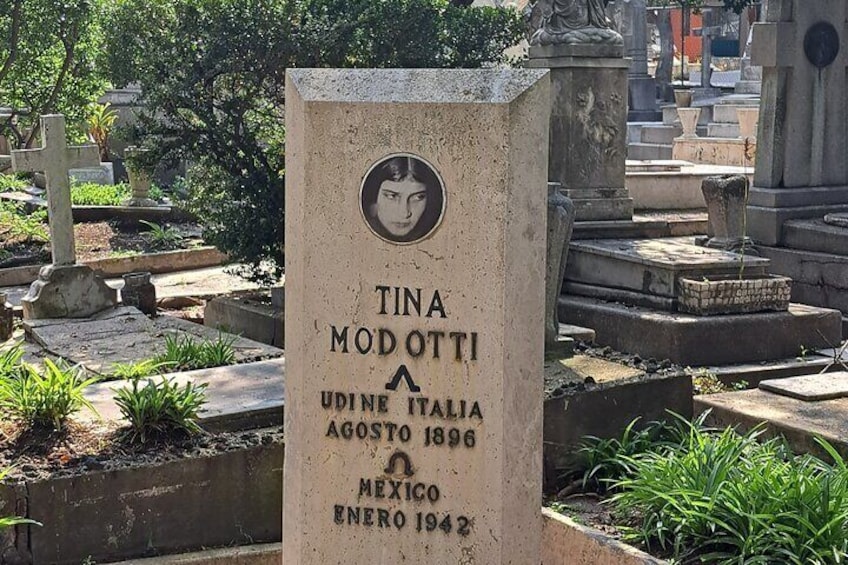 TINA
MODOTTI
UDINE ITALIA
AGOSTO 1896
MEXICO
ENERO 1942